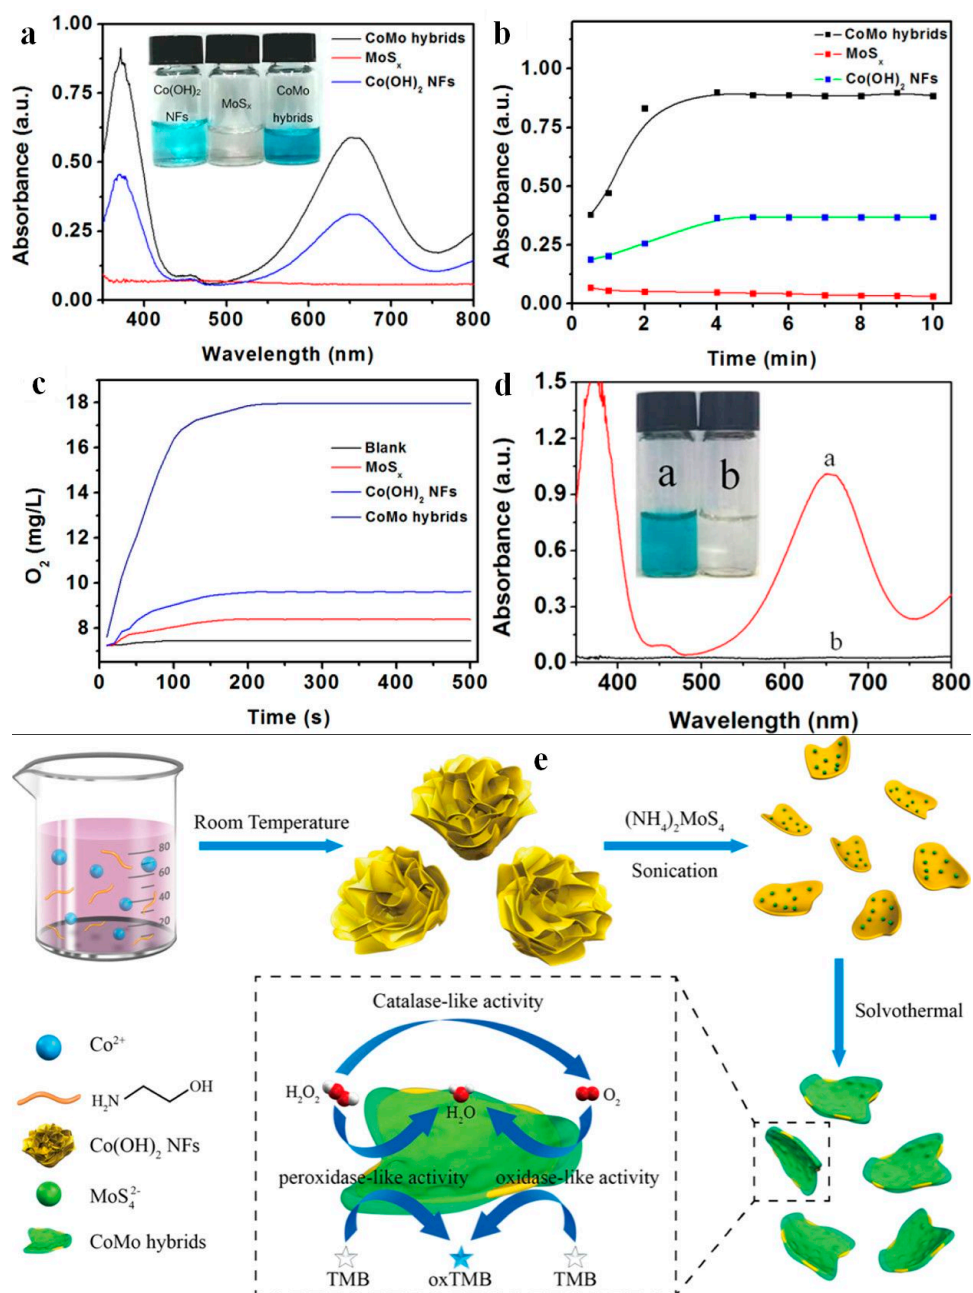 a
1.00
0.75
0.50
0.25
0.00
Absorbance (a.u.)
400 500 600 700 800
Wavelength (nm)
CoMo hybrids
MoSₓ
Co(OH)₂ NFs
Co(OH)₂
NFs
MoSₓ
CoMo
hybrids
b
1.00
0.75
0.50
0.25
0.00
Absorbance (a.u.)
0 2 4 6 8 10
Time (min)
CoMo hybrids
MoSₓ
Co(OH)₂ NFs
c
18
16
14
12
10
8
O₂ (mg/L)
0 100 200 300 400 500
Time (s)
Blank
MoSₓ
Co(OH)₂ NFs
CoMo hybrids
d
1.5
1.2
0.9
0.6
0.3
0.0
Absorbance (a.u.)
400 500 600 700 800
Wavelength (nm)
a b
a
b
e
80
60
40
20
Room Temperature
(NH₄)₂MoS₄
Sonication
Solvothermal
Co²⁺
H₂N OH
Co(OH)₂ NFs
MoS₄²⁻
CoMo hybrids
Catalase-like activity
H₂O₂
H₂O
O₂
peroxidase-like activity
oxidase-like activity
TMB
oxTMB
TMB